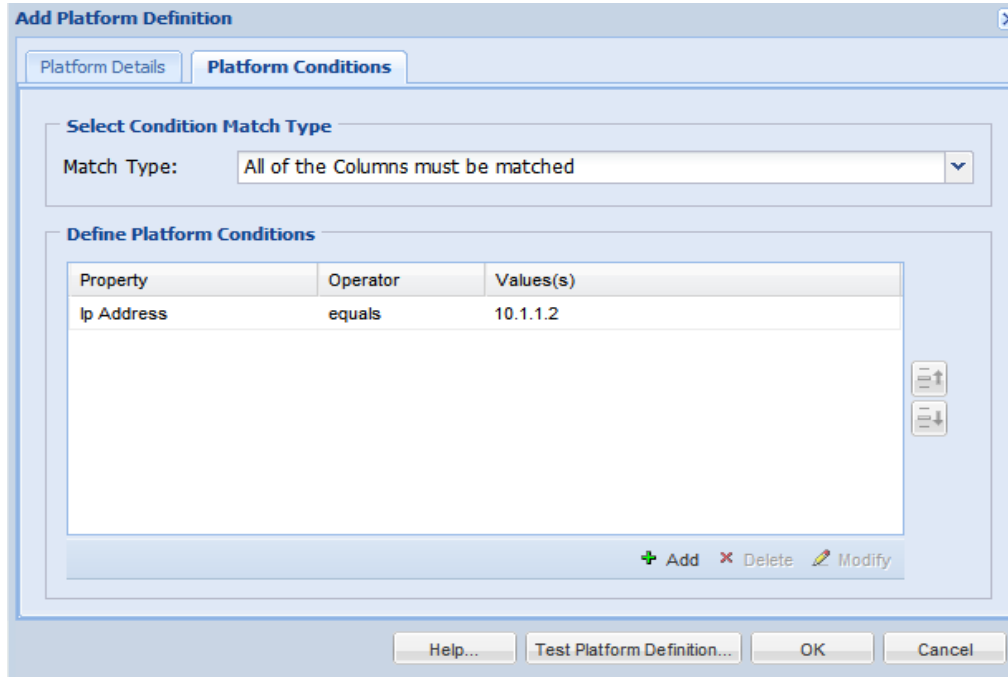 Add Platform Definition
Platform Details Platform Conditions
Select Condition Match Type
Match Type: All of the Columns must be matched
Define Platform Conditions
Property Operator Values(s)
Ip Address equals 10.1.1.2
Add Delete Modify
Help... Test Platform Definition... OK Cancel